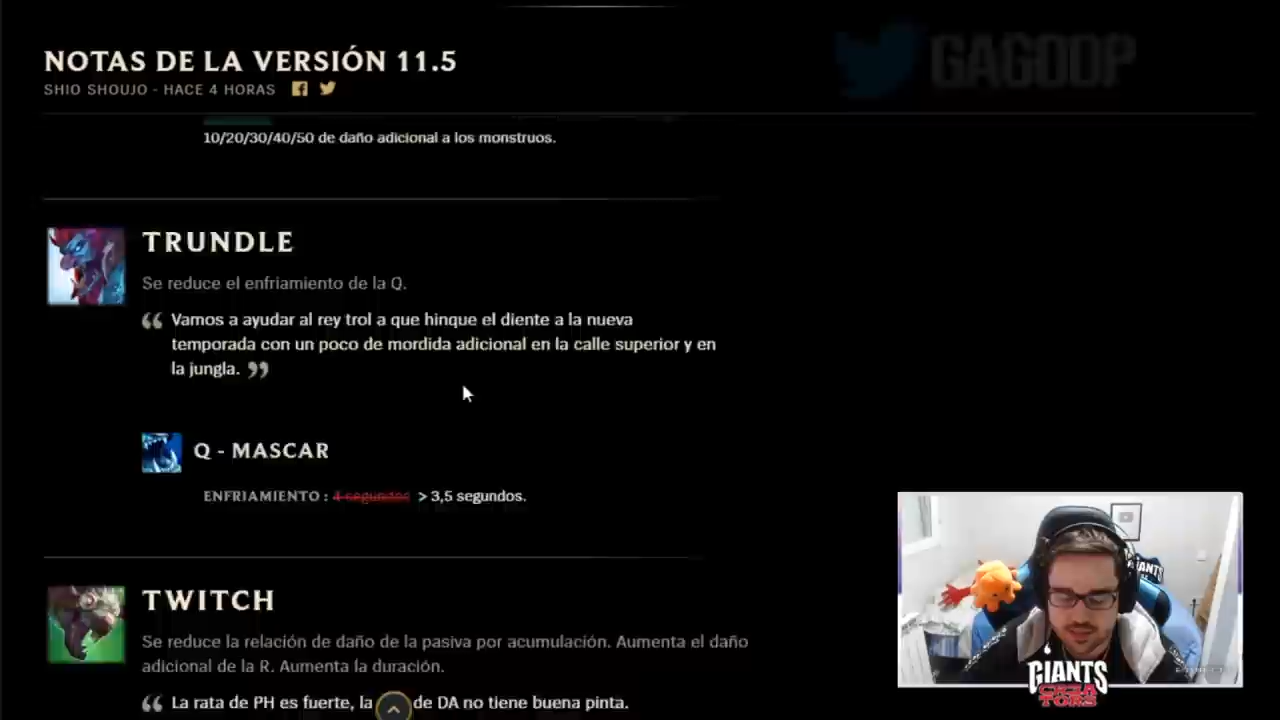 GAGOOP
NOTAS DE LA VERSIÓN 11.5
SHIO SHOUJO - HACE 4 HORAS
10/20/30/40/50 de daño adicional a los monstruos.
TRUNDLE
Se reduce el enfriamiento de la Q.
“ Vamos a ayudar al rey trol a que hinque el diente a la nueva
temporada con un poco de mordida adicional en la calle superior y en
la jungla. ”
Q - MASCAR
ENFRIAMIENTO : 4 segundos > 3,5 segundos.
TWITCH
Se reduce la relación de daño de la pasiva por acumulación. Aumenta el daño
adicional de la R. Aumenta la duración.
“ La rata de PH es fuerte, la de DA no tiene buena pinta.
GIANTS
GIANTS
CREATORS